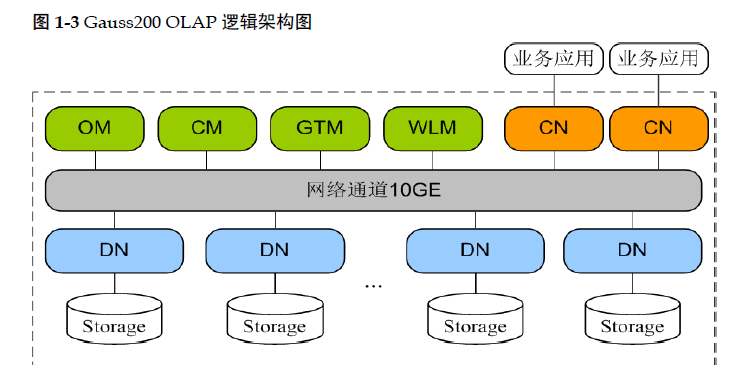 图 1-3 Gauss200 OLAP 逻辑架构图
业务应用 业务应用
OM CM GTM WLM CN CN
网络通道10GE
DN DN DN DN
...
Storage Storage Storage Storage